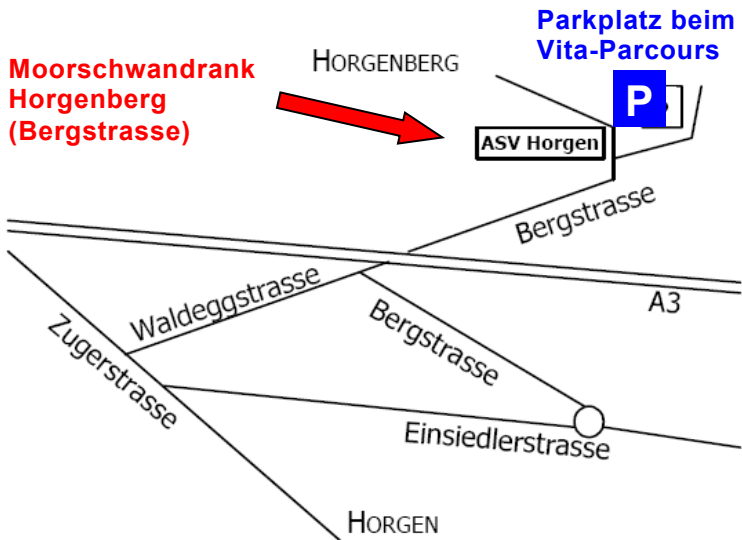 Parkplatz beim
Vita-Parcours
Moorschwandrank
Horgenberg
(Bergstrasse)
HORGENBERG
P
ASV Horgen
Bergstrasse
A3
Waldeggstrasse
Bergstrasse
Zugerstrasse
Einsiedlerstrasse
HORGEN